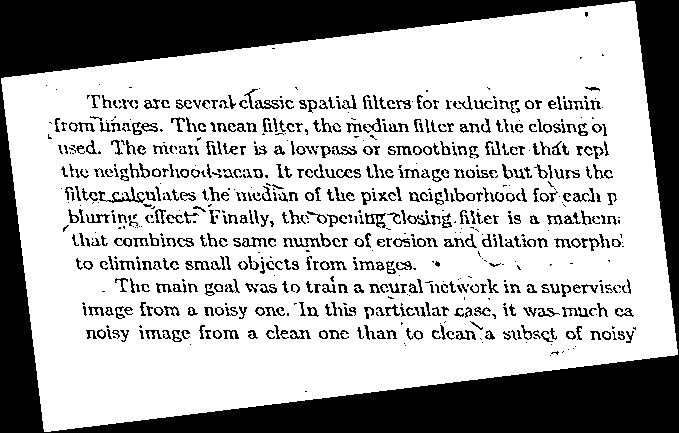 There are several classic spatial filters for reducing or elimin
from images. The mean filter, the median filter and the closing o
used. The mean filter is a lowpass or smoothing filter that repl
the neighborhood mean. It reduces the image noise but blurs the
filter calculates the median of the pixel neighborhood for each p
blurring effect. Finally, the opening closing filter is a mathem
that combines the same number of erosion and dilation morpho
to eliminate small objects from images.
The main goal was to train a neural network in a supervised
image from a noisy one. In this particular case, it was much ea
noisy image from a clean one than to clean a subset of noisy